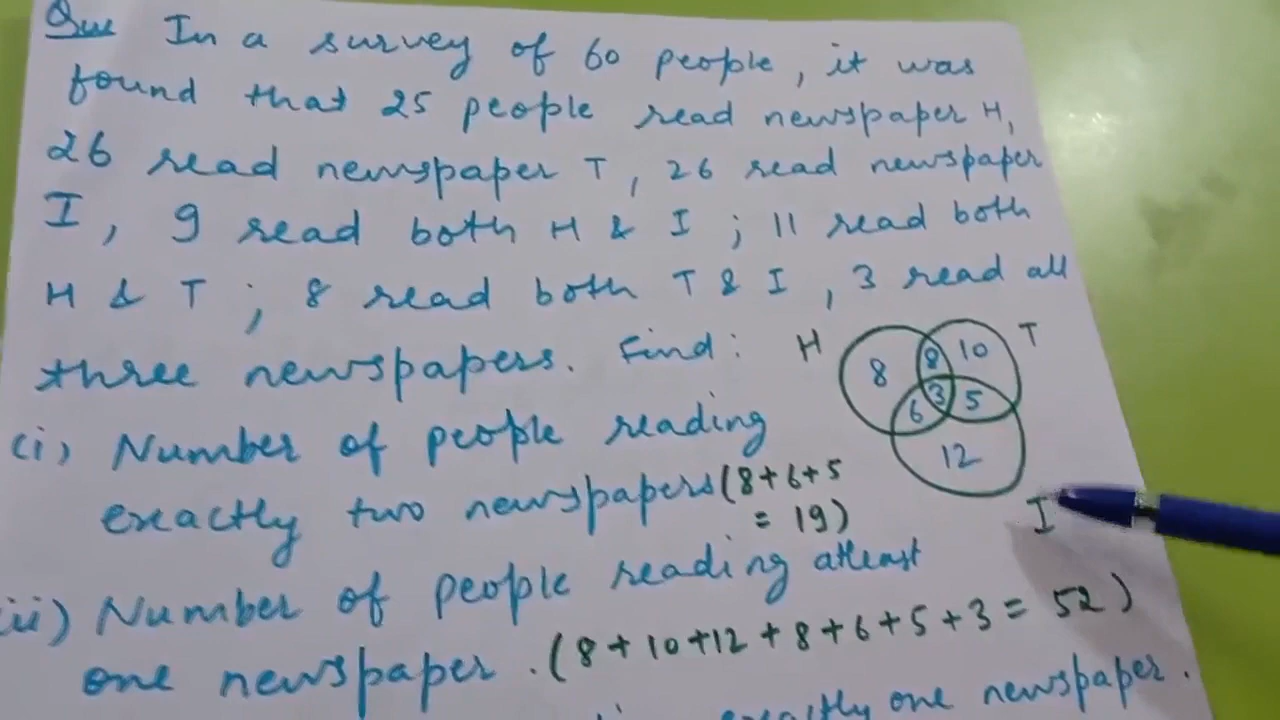 Que In a survey of 60 people, it was
found that 25 people read newspaper H,
26 read newspaper T, 26 read newspaper
I, 9 read both H & I; 11 read both
H & T; 8 read both T & I, 3 read all
three newspapers. Find:
H T
8 8 10
6 3 5
12
I
(i) Number of people reading
exactly two newspapers (8+6+5
= 19)
(ii) Number of people reading atleast
one newspaper. (8+10+12+8+6+5+3= 52)
exactly one newspaper.